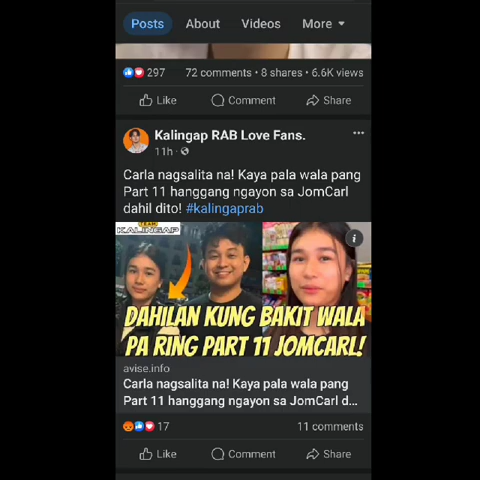 Posts About Videos More
297 72 comments • 8 shares • 6.6K views
Like Comment Share
Kalingap RAB Love Fans.
11h
Carla nagsalita na! Kaya pala wala pang
Part 11 hanggang ngayon sa JomCarl
dahil dito! #kalingaprab
TEAM
KALINGAP
DAHILAN KUNG BAKIT WALA
PA RING PART 11 JOMCARL!
avise.info
Carla nagsalita na! Kaya pala wala pang
Part 11 hanggang ngayon sa JomCarl d...
17 11 comments
Like Comment Share